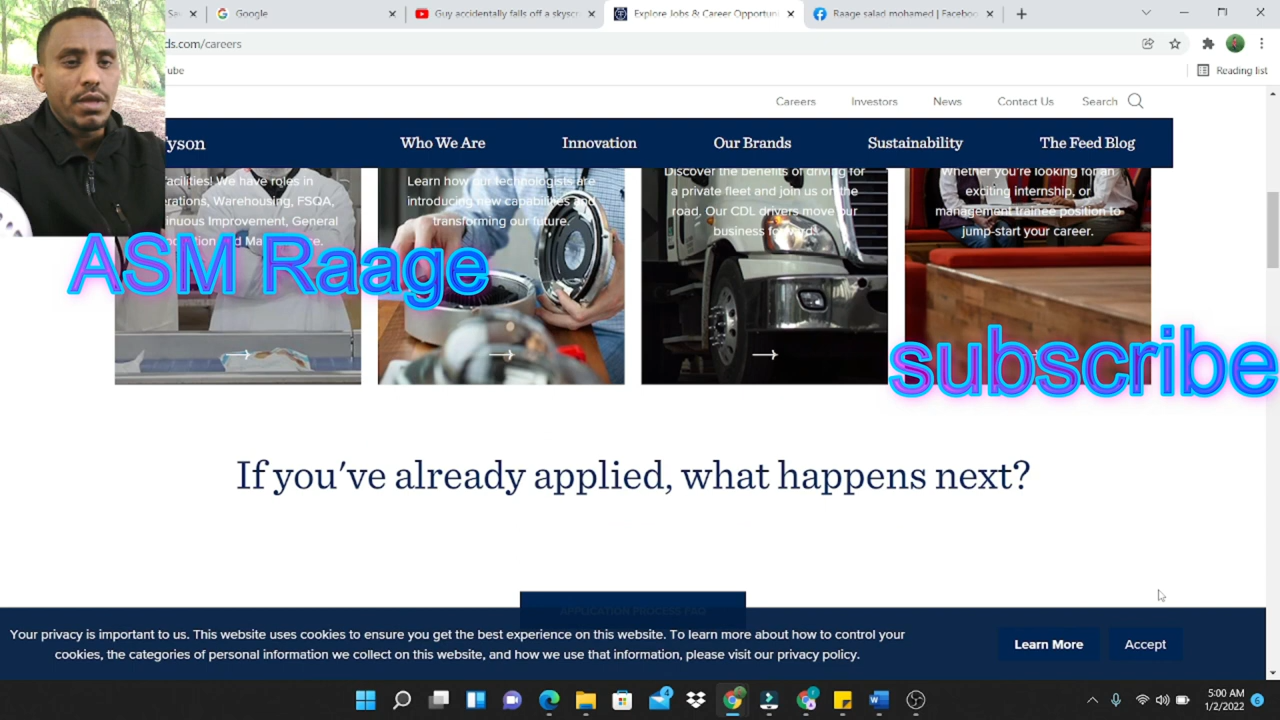 Se
Google
Guy accidentally falls off a skysc
Explore Jobs & Career Opportuni
Raage salad mohamed | Facebook
ds.com/careers
ube
Reading list
Careers
Investors
News
Contact Us
Search
yson
Who We Are
Innovation
Our Brands
Sustainability
The Feed Blog
acilities! We have roles in
erations, Warehousing, FSQA,
inuous Improvement, General
Learn how our technologists are
introducing new capabilities and
transforming our future.
Discover the benefits of driving for
a private fleet and join us on the
road. Our CDL drivers move our
business forward.
Whether you're looking for an
exciting internship, or
management trainee position to
jump-start your career.
ASM Raage
subscribe
If you've already applied, what happens next?
APPLICATION PROCESS FAQ
Your privacy is important to us. This website uses cookies to ensure you get the best experience on this website. To learn more about how to control your
cookies, the categories of personal information we collect on this website, and how we use that information, please visit our privacy policy.
Learn More
Accept
4
5:00 AM
1/2/2022
6